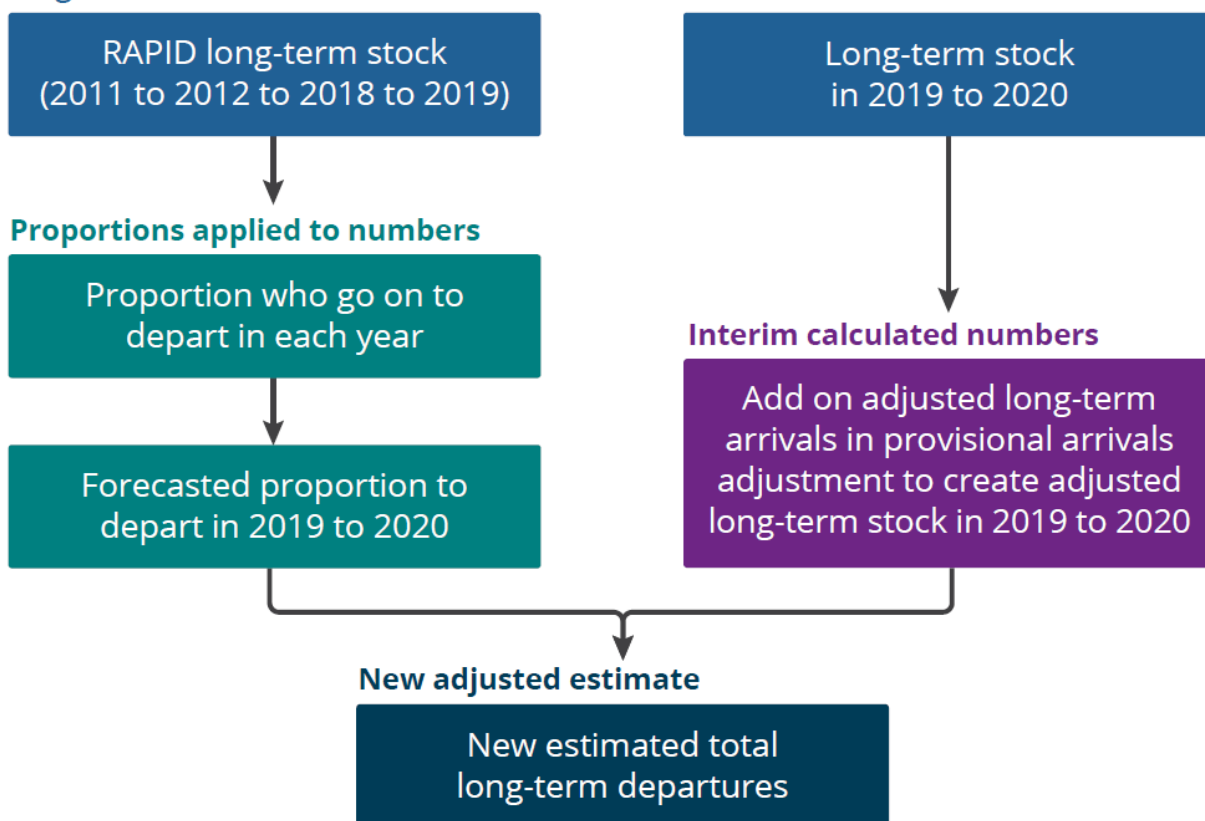 RAPID long-term stock
(2011 to 2012 to 2018 to 2019)
Long-term stock
in 2019 to 2020
Proportions applied to numbers
Proportion who go on to
depart in each year
Interim calculated numbers
Add on adjusted long-term
arrivals in provisional arrivals
adjustment to create adjusted
long-term stock in 2019 to 2020
Forecasted proportion to
depart in 2019 to 2020
New adjusted estimate
New estimated total
long-term departures